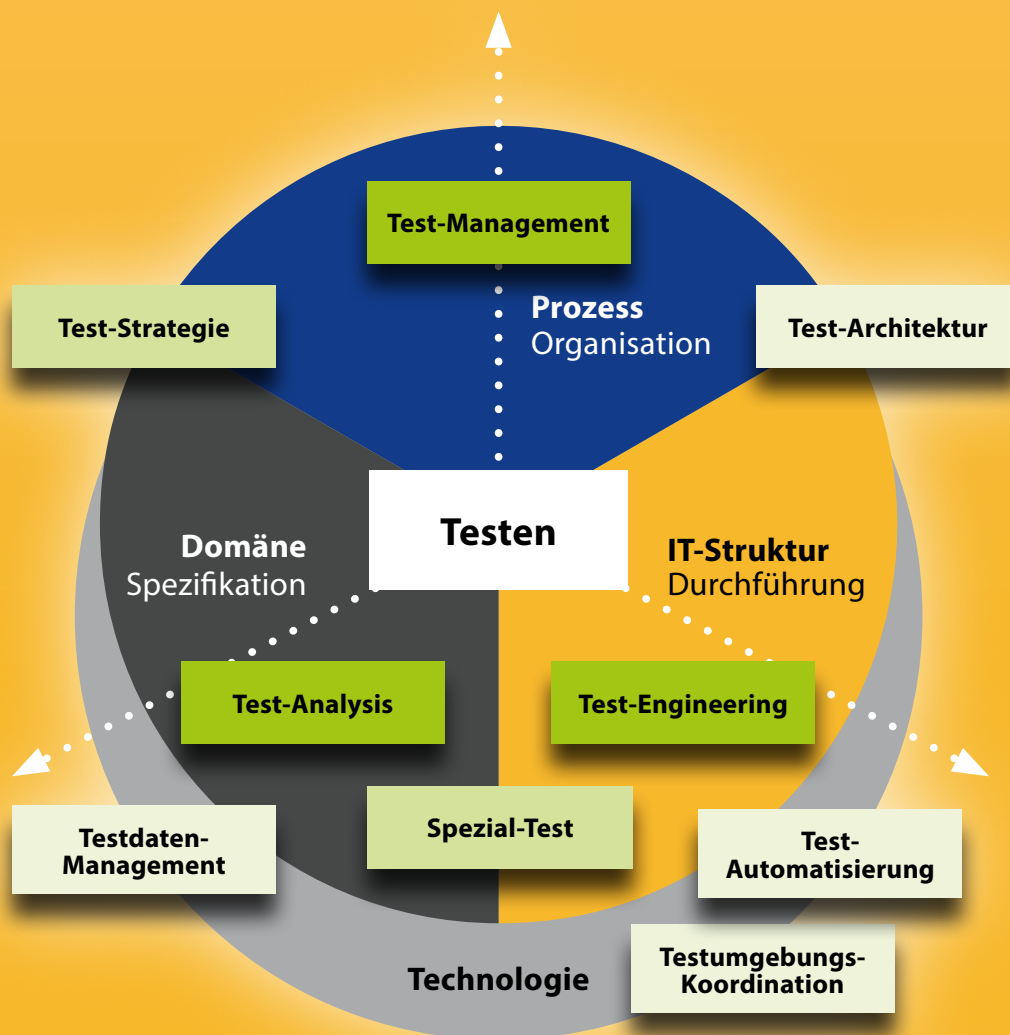 Test-Management
Test-Strategie
Prozess
Organisation
Test-Architektur
Testen
Domäne
Spezifikation
IT-Struktur
Durchführung
Test-Analysis
Test-Engineering
Spezial-Test
Testdaten-
Management
Test-
Automatisierung
Technologie
Testumgebungs-
Koordination